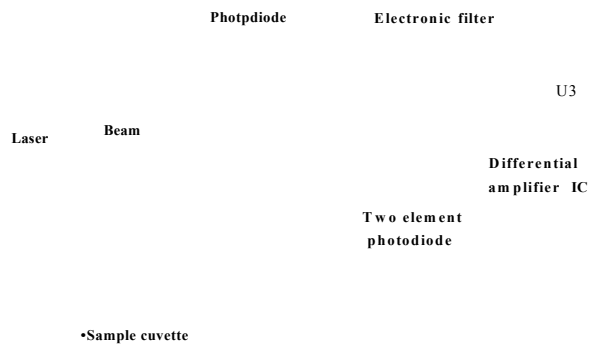 Photpdiode
Electronic filter
U3
Laser
Beam
Differential
amplifier IC
Two element
photodiode
•Sample cuvette